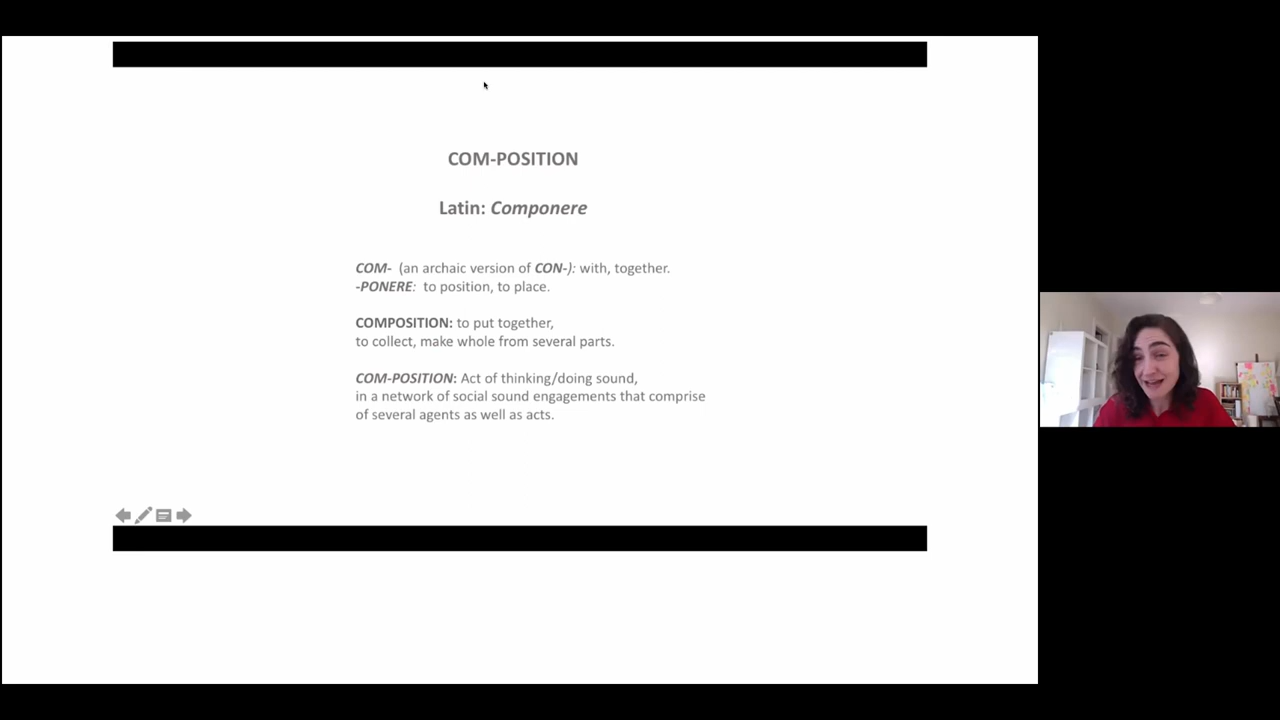 COM-POSITION
Latin: Componere
COM- (an archaic version of CON-): with, together.
-PONERE: to position, to place.
COMPOSITION: to put together,
to collect, make whole from several parts.
COM-POSITION: Act of thinking/doing sound,
in a network of social sound engagements that comprise
of several agents as well as acts.